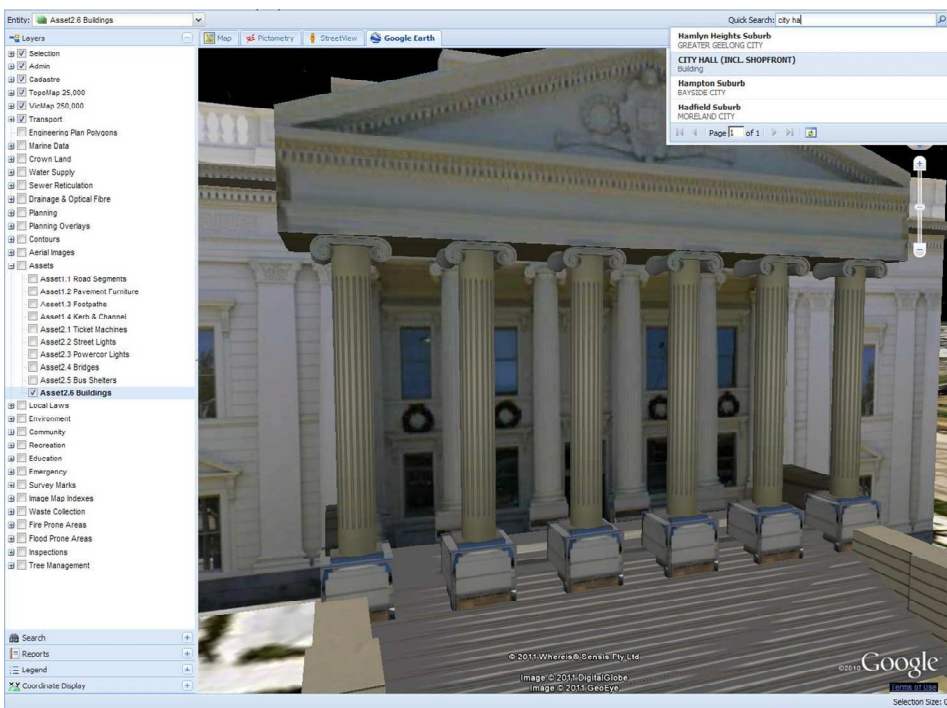 Entity: Asset2.6 Buildings
Quick Search: city ha
Layers
Map Pictometry StreetView Google Earth
Hamlyn Heights Suburb
GREATER GEELONG CITY
CITY HALL (INCL. SHOPFRONT)
Building
Hampton Suburb
BAYSIDE CITY
Hadfield Suburb
MORELAND CITY
Page 1 of 1
Selection
Admin
Cadastre
TopoMap 25,000
VicMap 250,000
Transport
Engineering Plan Polygons
Marine Data
Crown Land
Water Supply
Sewer Reticulation
Drainage & Optical Fibre
Planning
Planning Overlays
Contours
Aerial Images
Assets
Asset1.1 Road Segments
Asset1.2 Pavement Furniture
Asset1.3 Footpaths
Asset1.4 Kerb & Channel
Asset2.1 Ticket Machines
Asset2.2 Street Lights
Asset2.3 Powercor Lights
Asset2.4 Bridges
Asset2.5 Bus Shelters
Asset2.6 Buildings
Local Laws
Environment
Community
Recreation
Education
Emergency
Survey Marks
Image Map Indexes
Waste Collection
Fire Prone Areas
Flood Prone Areas
Inspections
Tree Management
Search
Reports
Legend
Coordinate Display
© 2011 Whereis® Sensis Pty Ltd
Image © 2011 DigitalGlobe
Image © 2011 GeoEye
©2010 Google
Terms of Use
Selection Size: